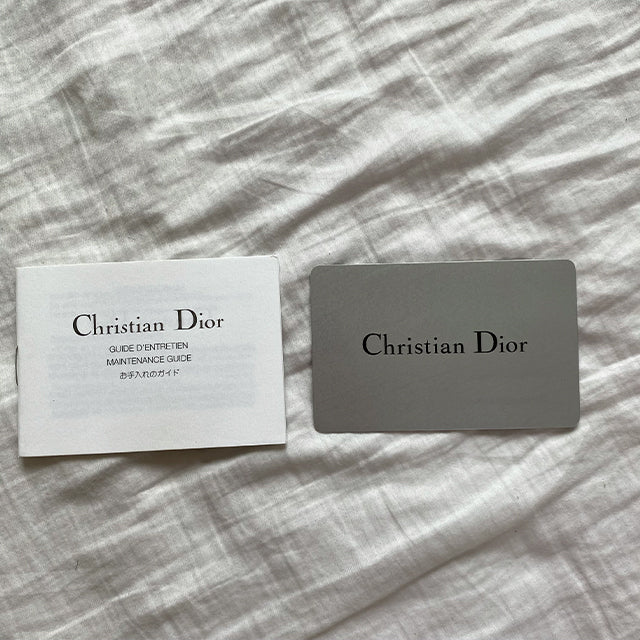 Christian Dior
GUIDE D'ENTRETIEN
MAINTENANCE GUIDE
お手入れのガイド
Christian Dior